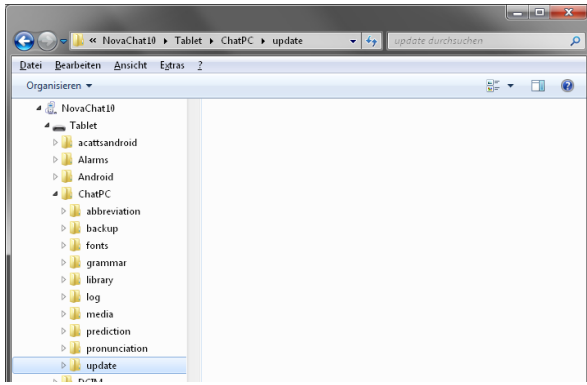 « NovaChat10 ▸ Tablet ▸ ChatPC ▸ update
update durchsuchen
Datei Bearbeiten Ansicht Extras ?
Organisieren
NovaChat10
Tablet
acattsandroid
Alarms
Android
ChatPC
abbreviation
backup
fonts
grammar
library
log
media
prediction
pronunciation
update
DCIM